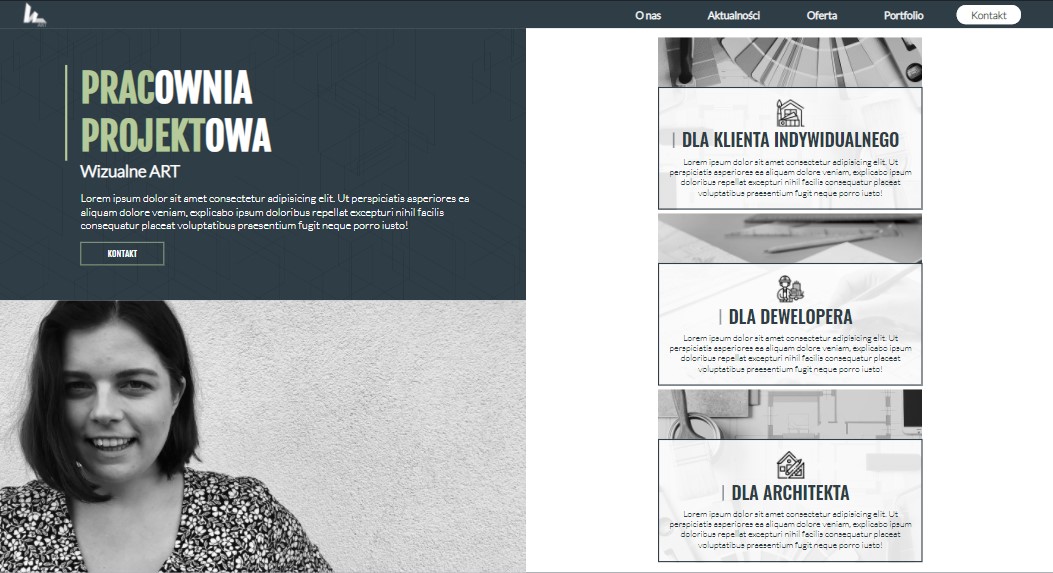 O nas
Aktualności
Oferta
Portfolio
Kontakt
PRACOWNIA
PROJEKTOWA
Wizualne ART
Lorem ipsum dolor sit amet consectetur adipisicing elit. Ut perspiciatis asperiores ea
aliquam dolore veniam, explicabo ipsum doloribus repellat excepturi nihil facilis
consequatur placeat voluptatibus praesentium fugit neque porro iusto!
KONTAKT
| DLA KLIENTA INDYWIDUALNEGO
Lorem ipsum dolor sit amet consectetur adipisicing elit. Ut
perspiciatis asperiores ea aliquam dolore veniam, explicabo ipsum
doloribus repellat excepturi nihil facilis consequatur placeat
voluptatibus praesentium fugit neque porro iusto!
| DLA DEWELOPERA
Lorem ipsum dolor sit amet consectetur adipisicing elit. Ut
perspiciatis asperiores ea aliquam dolore veniam, explicabo ipsum
doloribus repellat excepturi nihil facilis consequatur placeat
voluptatibus praesentium fugit neque porro iusto!
| DLA ARCHITEKTA
Lorem ipsum dolor sit amet consectetur adipisicing elit. Ut
perspiciatis asperiores ea aliquam dolore veniam, explicabo ipsum
doloribus repellat excepturi nihil facilis consequatur placeat
voluptatibus praesentium fugit neque porro iusto!